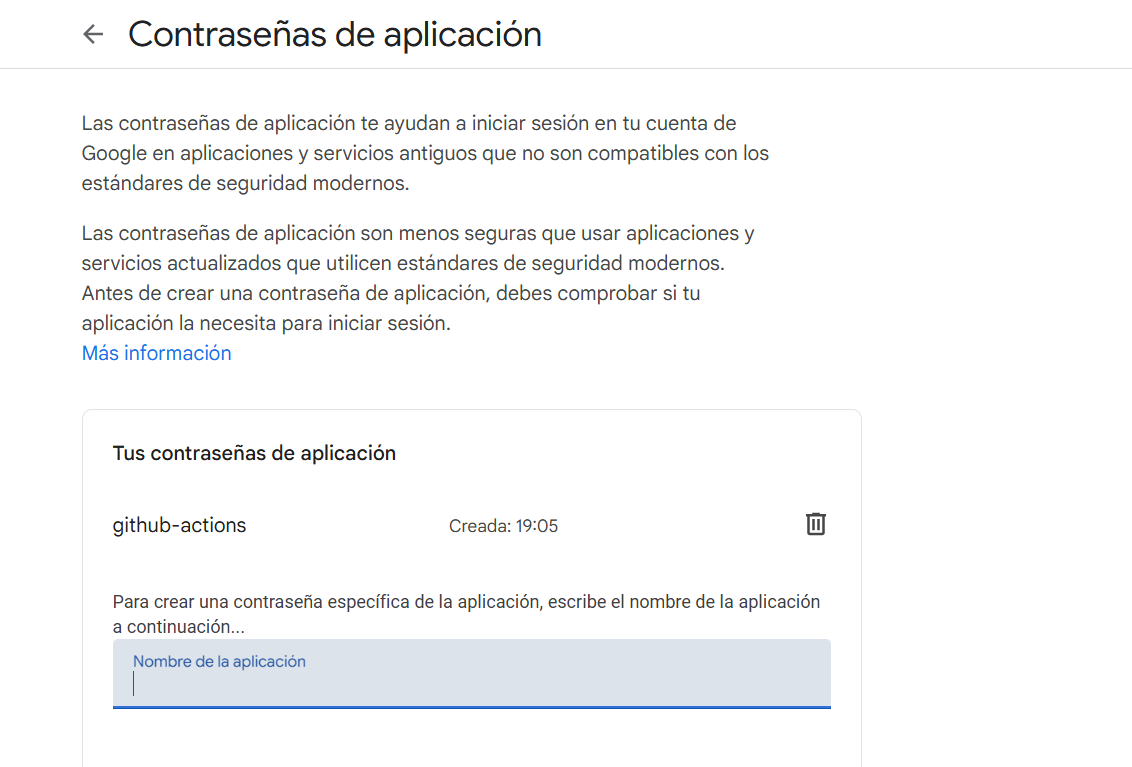 Contraseñas de aplicación
Las contraseñas de aplicación te ayudan a iniciar sesión en tu cuenta de
Google en aplicaciones y servicios antiguos que no son compatibles con los
estándares de seguridad modernos.
Las contraseñas de aplicación son menos seguras que usar aplicaciones y
servicios actualizados que utilicen estándares de seguridad modernos.
Antes de crear una contraseña de aplicación, debes comprobar si tu
aplicación la necesita para iniciar sesión.
Más información
Tus contraseñas de aplicación
github-actions Creada: 19:05
Para crear una contraseña específica de la aplicación, escribe el nombre de la aplicación
a continuación...
Nombre de la aplicación